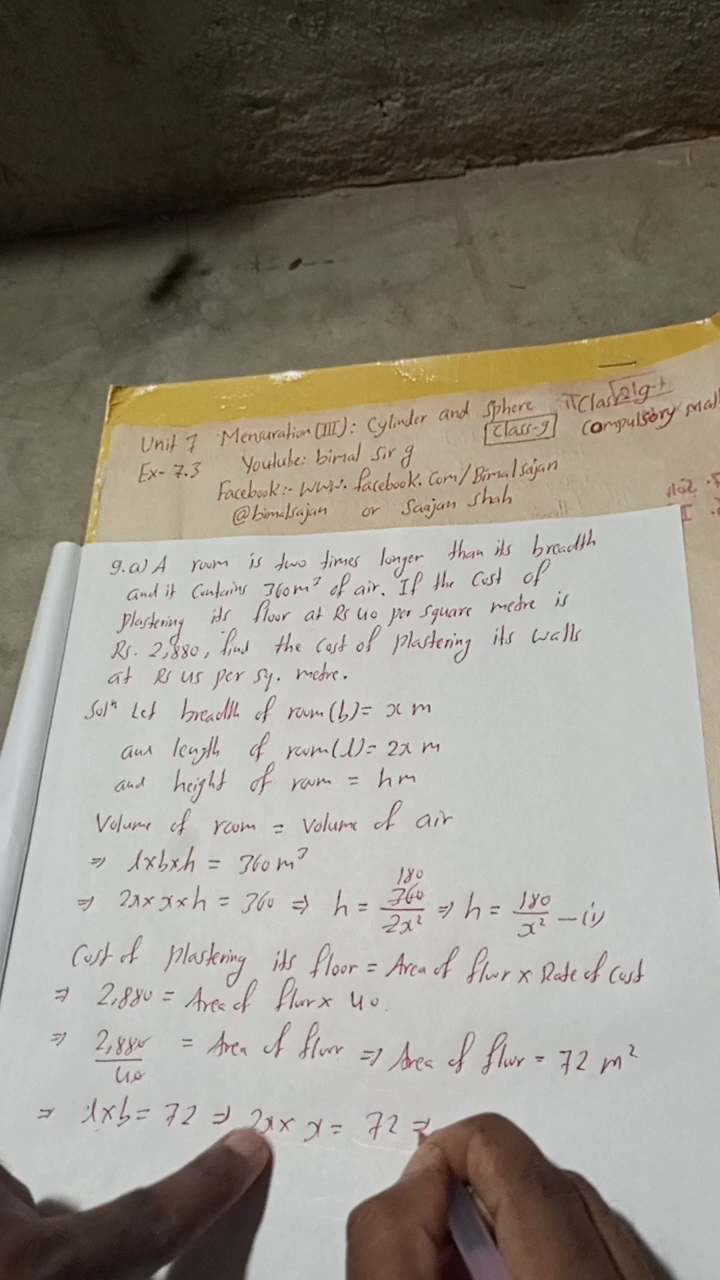 Unit 7 Mensuration (III): Cylinder and Sphere
Class-9 Compulsory
Ex- 7.3 Youtube: bimal sir g
Facebook:- www.facebook.com/Bimalsajan
@bimalsajan or Saajan Shah
9.a) A room is two times longer than its breadth
and it contains 360m³ of air. If the cost of
plastering its floor at Rs 40 per square metre is
Rs. 2,880, find the cost of plastering its walls
at Rs 45 per sq. metre.
Solⁿ Let breadth of room (b) = x m
and length of room (l) = 2x m
and height of room = h m
Volume of room = Volume of air
⇒ l×b×h = 360m³
⇒ 2x × x × h = 360 ⇒ h = 180 360/2x² ⇒ h = 180/x² – (i)
Cost of plastering its floor = Area of floor × Rate of cost
⇒ 2,880 = Area of floor × 40
⇒ 2,880/40 = Area of floor ⇒ Area of floor = 72 m²
⇒ l×b = 72 ⇒ 2x × x = 72 ⇒